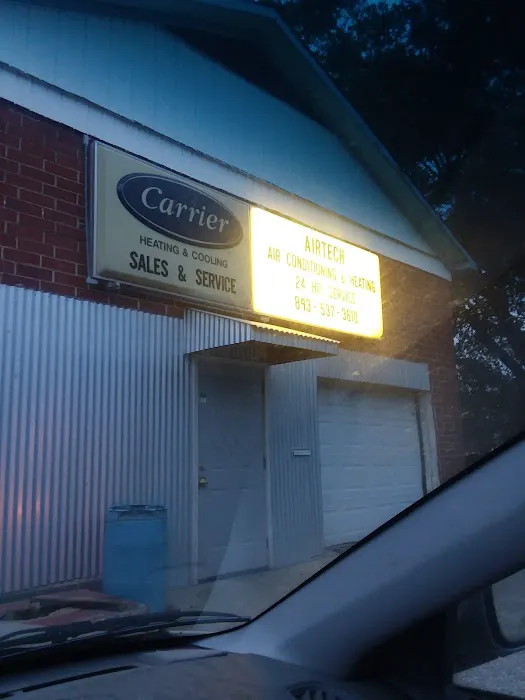 Carrier
HEATING & COOLING
SALES & SERVICE
AIRTECH
AIR CONDITIONING & HEATING
24 HR. SERVICE
843-537-3610